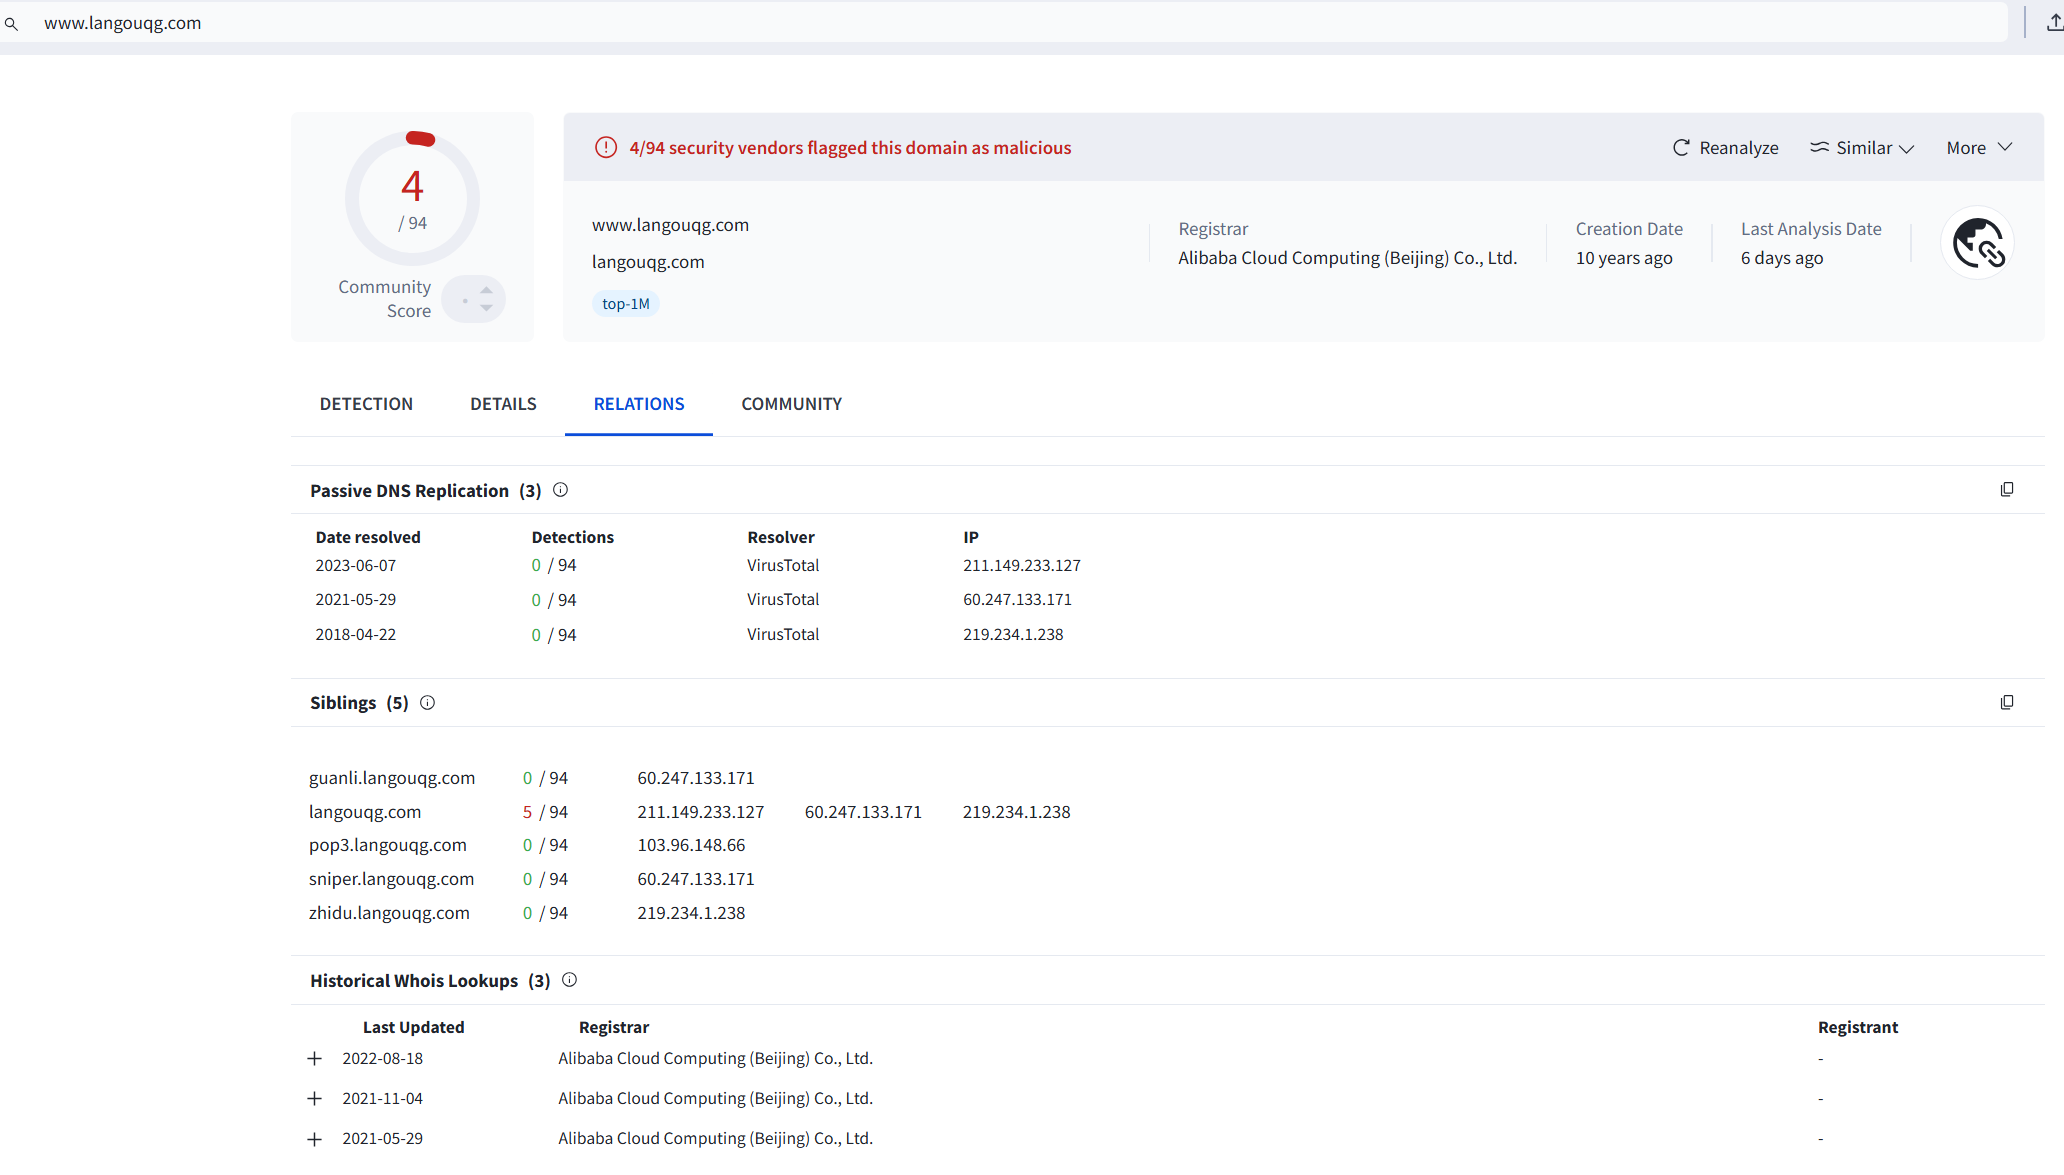 www.langouqg.com
4
/ 94
Community
Score
4/94 security vendors flagged this domain as malicious
Reanalyze
Similar
More
www.langouqg.com
langouqg.com
top-1M
Registrar
Alibaba Cloud Computing (Beijing) Co., Ltd.
Creation Date
10 years ago
Last Analysis Date
6 days ago
DETECTION DETAILS RELATIONS COMMUNITY
Passive DNS Replication (3)
Date resolved Detections Resolver IP
2023-06-07 0 / 94 VirusTotal 211.149.233.127
2021-05-29 0 / 94 VirusTotal 60.247.133.171
2018-04-22 0 / 94 VirusTotal 219.234.1.238
Siblings (5)
guanli.langouqg.com 0 / 94 60.247.133.171
langouqg.com 5 / 94 211.149.233.127 60.247.133.171 219.234.1.238
pop3.langouqg.com 0 / 94 103.96.148.66
sniper.langouqg.com 0 / 94 60.247.133.171
zhidu.langouqg.com 0 / 94 219.234.1.238
Historical Whois Lookups (3)
Last Updated Registrar Registrant
2022-08-18 Alibaba Cloud Computing (Beijing) Co., Ltd. -
2021-11-04 Alibaba Cloud Computing (Beijing) Co., Ltd. -
2021-05-29 Alibaba Cloud Computing (Beijing) Co., Ltd. -